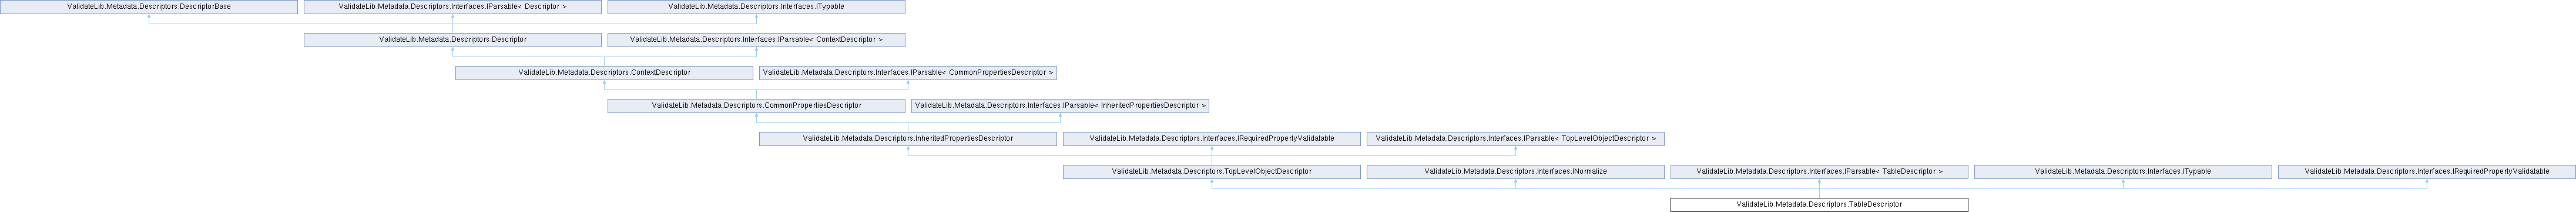 ValidateLib.Metadata.Descriptors.DescriptorBase
ValidateLib.Metadata.Descriptors.Interfaces.IParsable< Descriptor >
ValidateLib.Metadata.Descriptors.Interfaces.ITypable
ValidateLib.Metadata.Descriptors.Descriptor
ValidateLib.Metadata.Descriptors.Interfaces.IParsable< ContextDescriptor >
ValidateLib.Metadata.Descriptors.ContextDescriptor
ValidateLib.Metadata.Descriptors.Interfaces.IParsable< CommonPropertiesDescriptor >
ValidateLib.Metadata.Descriptors.CommonPropertiesDescriptor
ValidateLib.Metadata.Descriptors.Interfaces.IParsable< InheritedPropertiesDescriptor >
ValidateLib.Metadata.Descriptors.InheritedPropertiesDescriptor
ValidateLib.Metadata.Descriptors.Interfaces.IRequiredPropertyValidatable
ValidateLib.Metadata.Descriptors.Interfaces.IParsable< TopLevelObjectDescriptor >
ValidateLib.Metadata.Descriptors.TopLevelObjectDescriptor
ValidateLib.Metadata.Descriptors.Interfaces.INormalize
ValidateLib.Metadata.Descriptors.Interfaces.IParsable< TableDescriptor >
ValidateLib.Metadata.Descriptors.Interfaces.ITypable
ValidateLib.Metadata.Descriptors.Interfaces.IRequiredPropertyValidatable
ValidateLib.Metadata.Descriptors.TableDescriptor